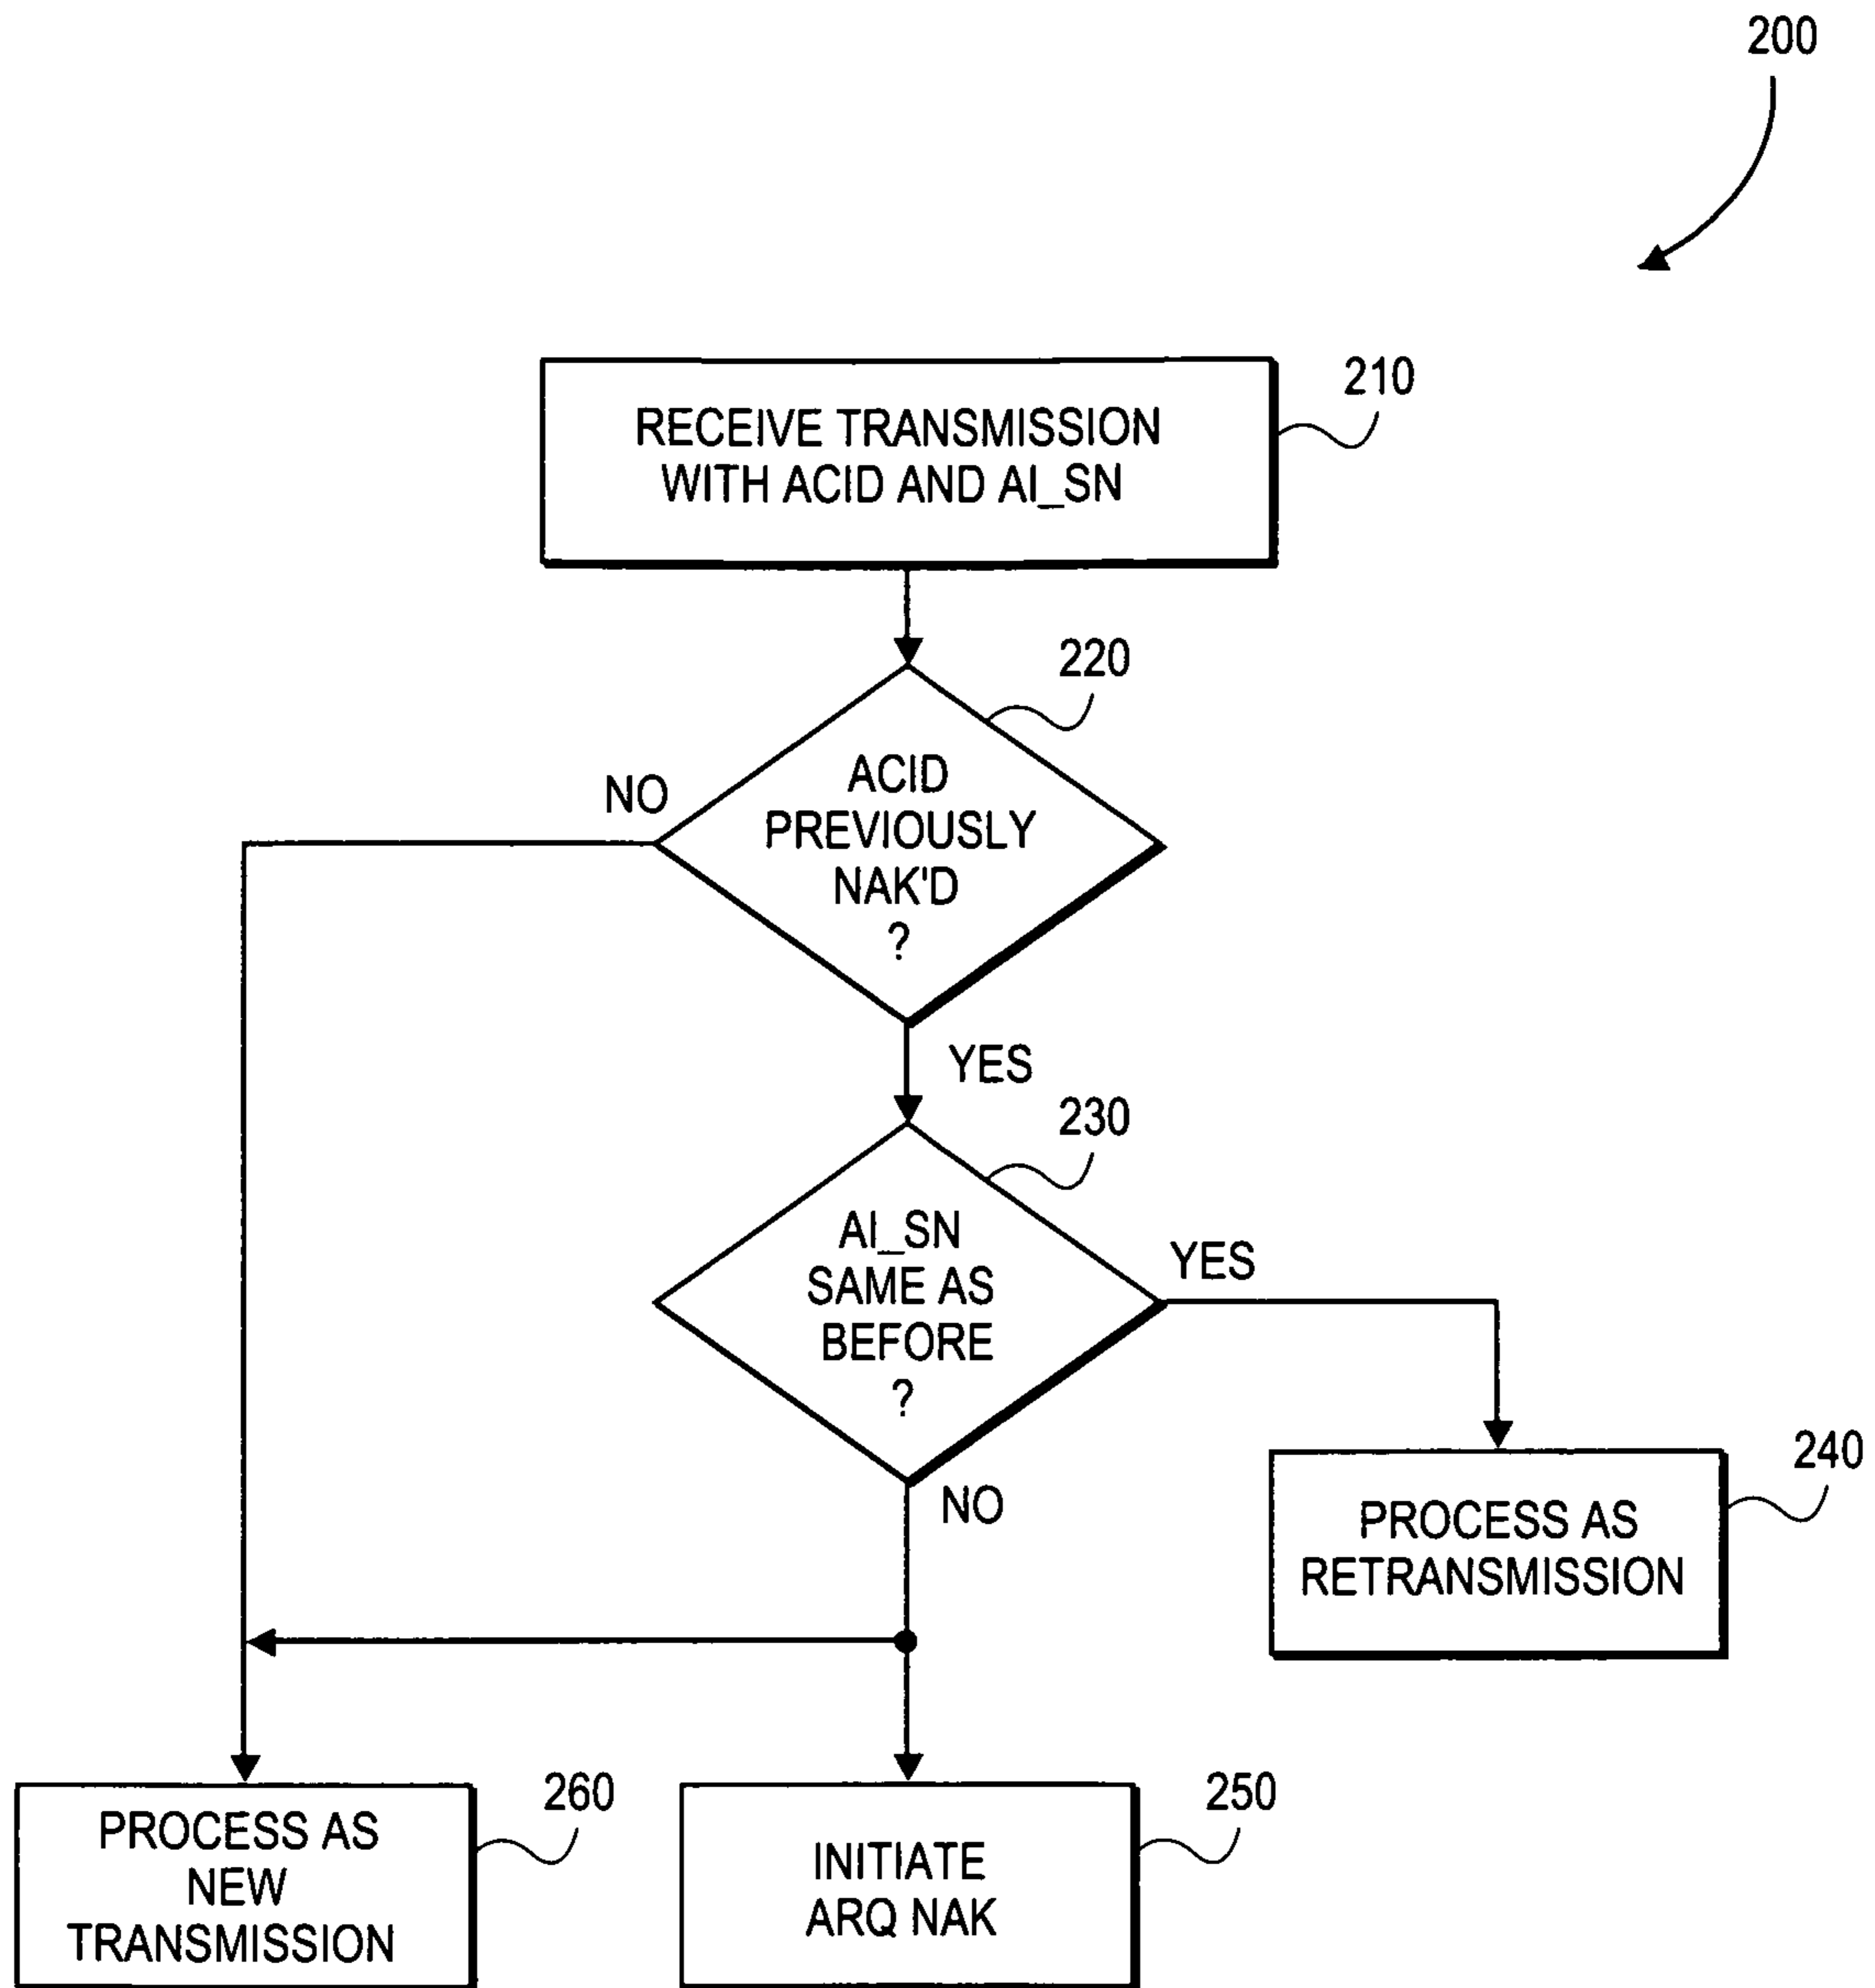 200
210
RECEIVE TRANSMISSION
WITH ACID AND AI_SN
220
NO
ACID
PREVIOUSLY
NAK'D
?
YES
230
AI_SN
SAME AS
BEFORE
?
YES
NO
240
PROCESS AS
RETRANSMISSION
260
PROCESS AS
NEW
TRANSMISSION
250
INITIATE
ARQ NAK